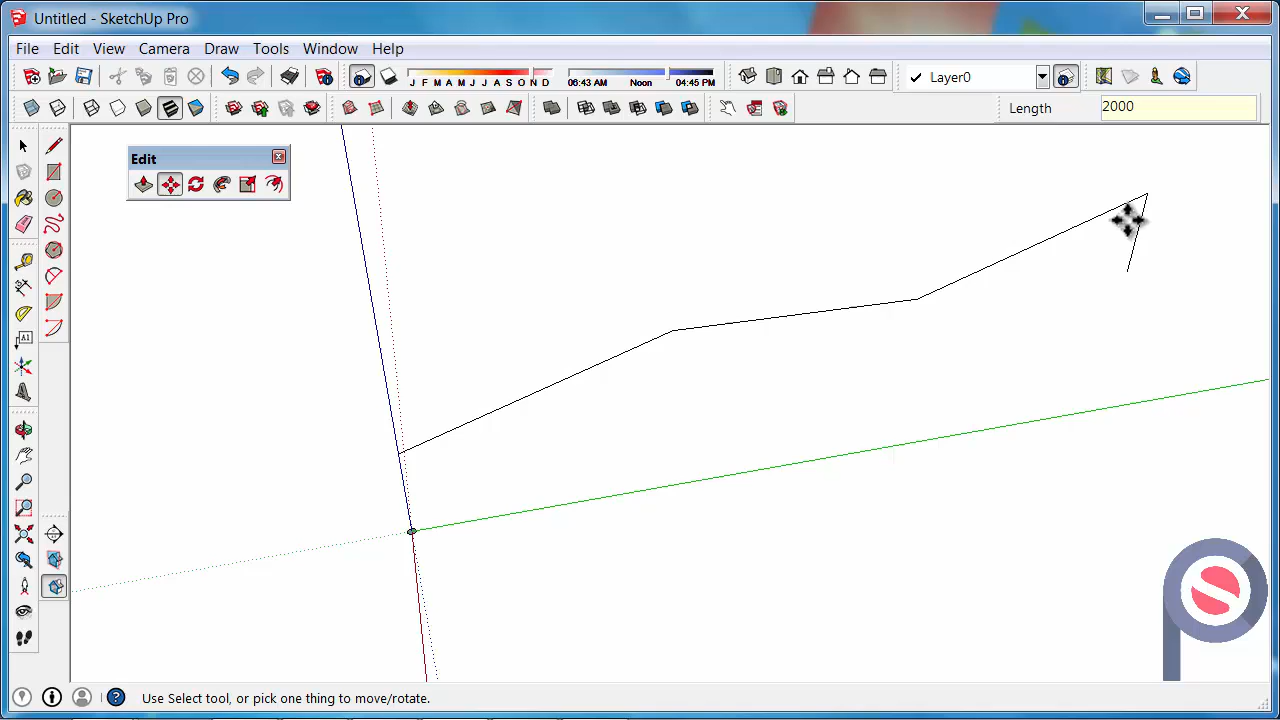 Untitled - SketchUp Pro
File Edit View Camera Draw Tools Window Help
J F M A M J J A S O N D 06:43 AM Noon 04:45 PM Layer0
Length 2000
Edit
A1
Use Select tool, or pick one thing to move/rotate.